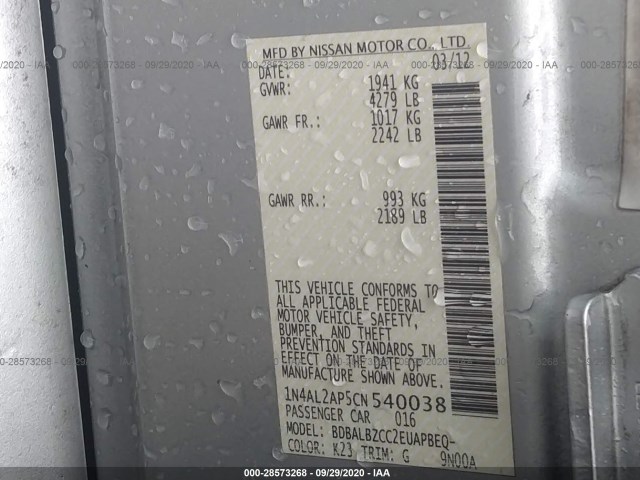 MFD BY NISSAN MOTOR CO., LTD.
DATE: 03/12
GVWR: 1941 KG
4279 LB
GAWR FR.: 1017 KG
2242 LB
GAWR RR.: 993 KG
2189 LB
THIS VEHICLE CONFORMS TO
ALL APPLICABLE FEDERAL
MOTOR VEHICLE SAFETY,
BUMPER, AND THEFT
PREVENTION STANDARDS IN
EFFECT ON THE DATE OF
MANUFACTURE SHOWN ABOVE.
1N4AL2AP5CN540038
PASSENGER CAR 016
MODEL: BDBALBZCC2EUAPBEQ-
COLOR: K23 TRIM: G 9N00A
000-28573268 - 09/29/2020 - IAA